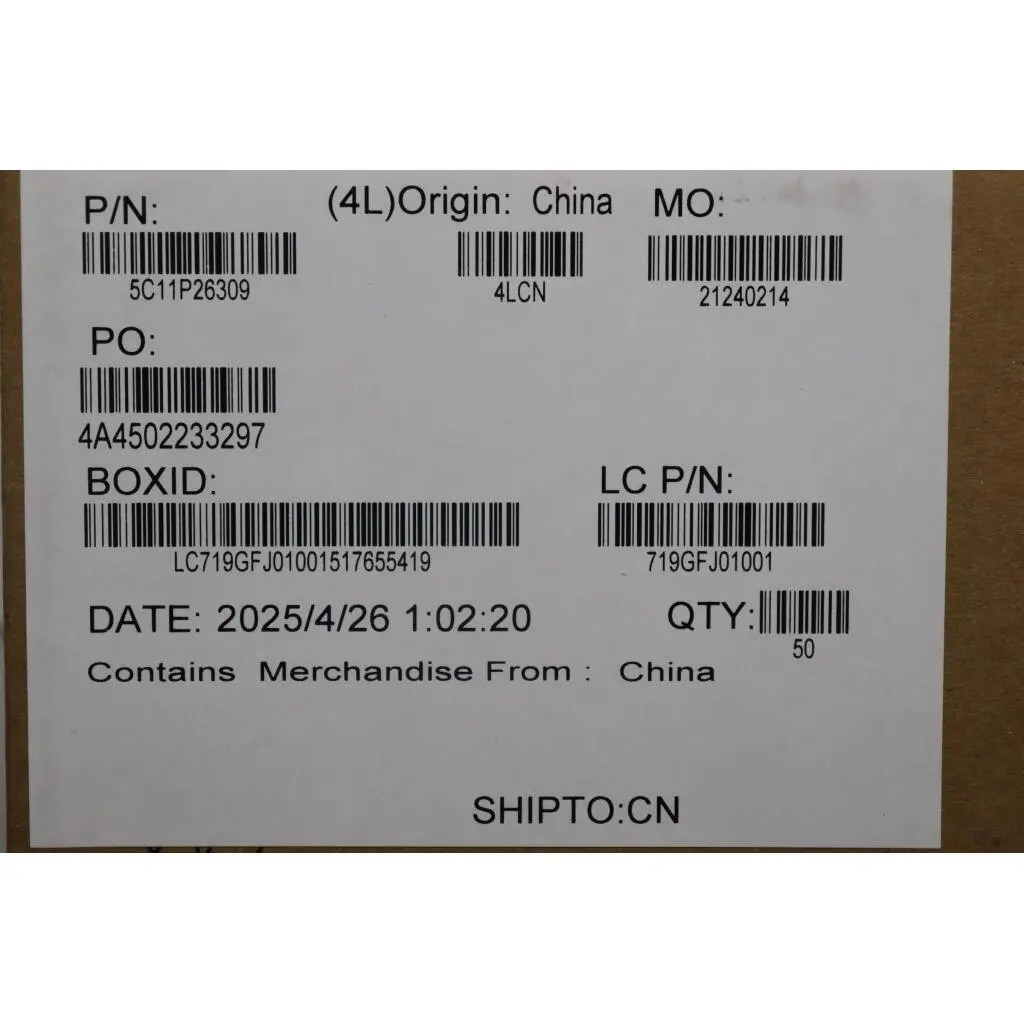 P/N: (4L)Origin: China MO:
5C11P26309 4LCN 21240214
PO:
4A4502233297
BOXID: LC P/N:
LC719GFJ01001517655419 719GFJ01001
DATE: 2025/4/26 1:02:20 QTY:
50
Contains Merchandise From : China
SHIPTO:CN